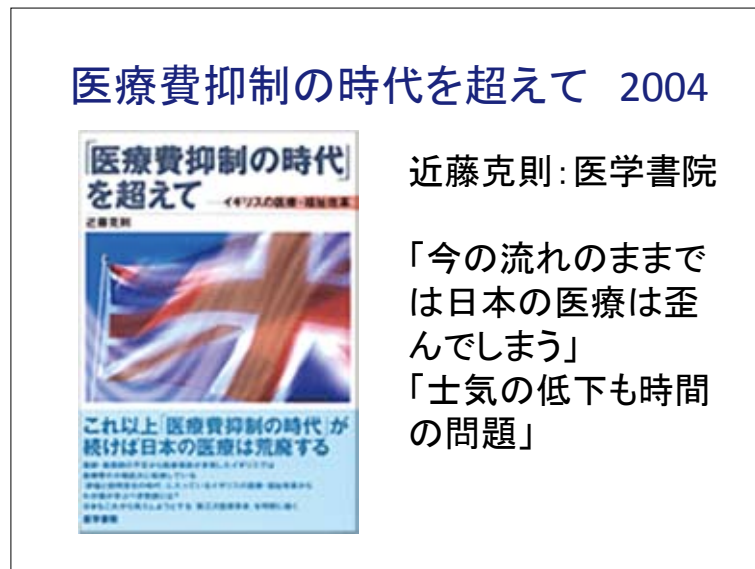 医療費抑制の時代を超えて 2004
「医療費抑制の時代」
を超えて
イギリスの医療・福祉改革
近藤克則
これ以上「医療費抑制の時代」が
続けば日本の医療は荒廃する
医学書院
近藤克則：医学書院
「今の流れのままで
は日本の医療は歪
んでしまう」
「士気の低下も時間
の問題」